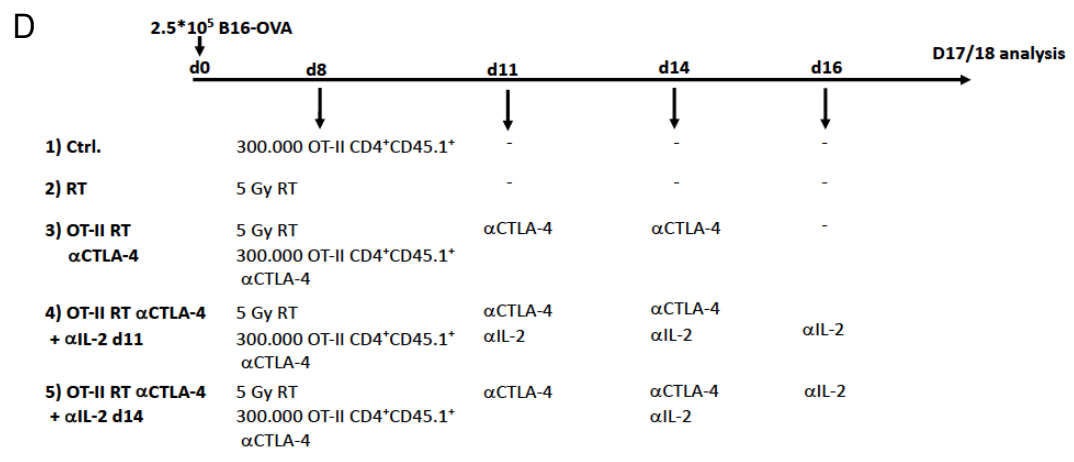 D
2.5*10⁵ B16-OVA
D17/18 analysis
d0 d8 d11 d14 d16
1) Ctrl. 300.000 OT-II CD4⁺CD45.1⁺ - - -
2) RT 5 Gy RT - - -
3) OT-II RT 5 Gy RT αCTLA-4 αCTLA-4 -
αCTLA-4 300.000 OT-II CD4⁺CD45.1⁺
αCTLA-4
4) OT-II RT αCTLA-4 5 Gy RT αCTLA-4 αCTLA-4
+ αIL-2 d11 300.000 OT-II CD4⁺CD45.1⁺ αIL-2 αIL-2 αIL-2
αCTLA-4
5) OT-II RT αCTLA-4 5 Gy RT αCTLA-4 αCTLA-4 αIL-2
+ αIL-2 d14 300.000 OT-II CD4⁺CD45.1⁺ αIL-2
αCTLA-4